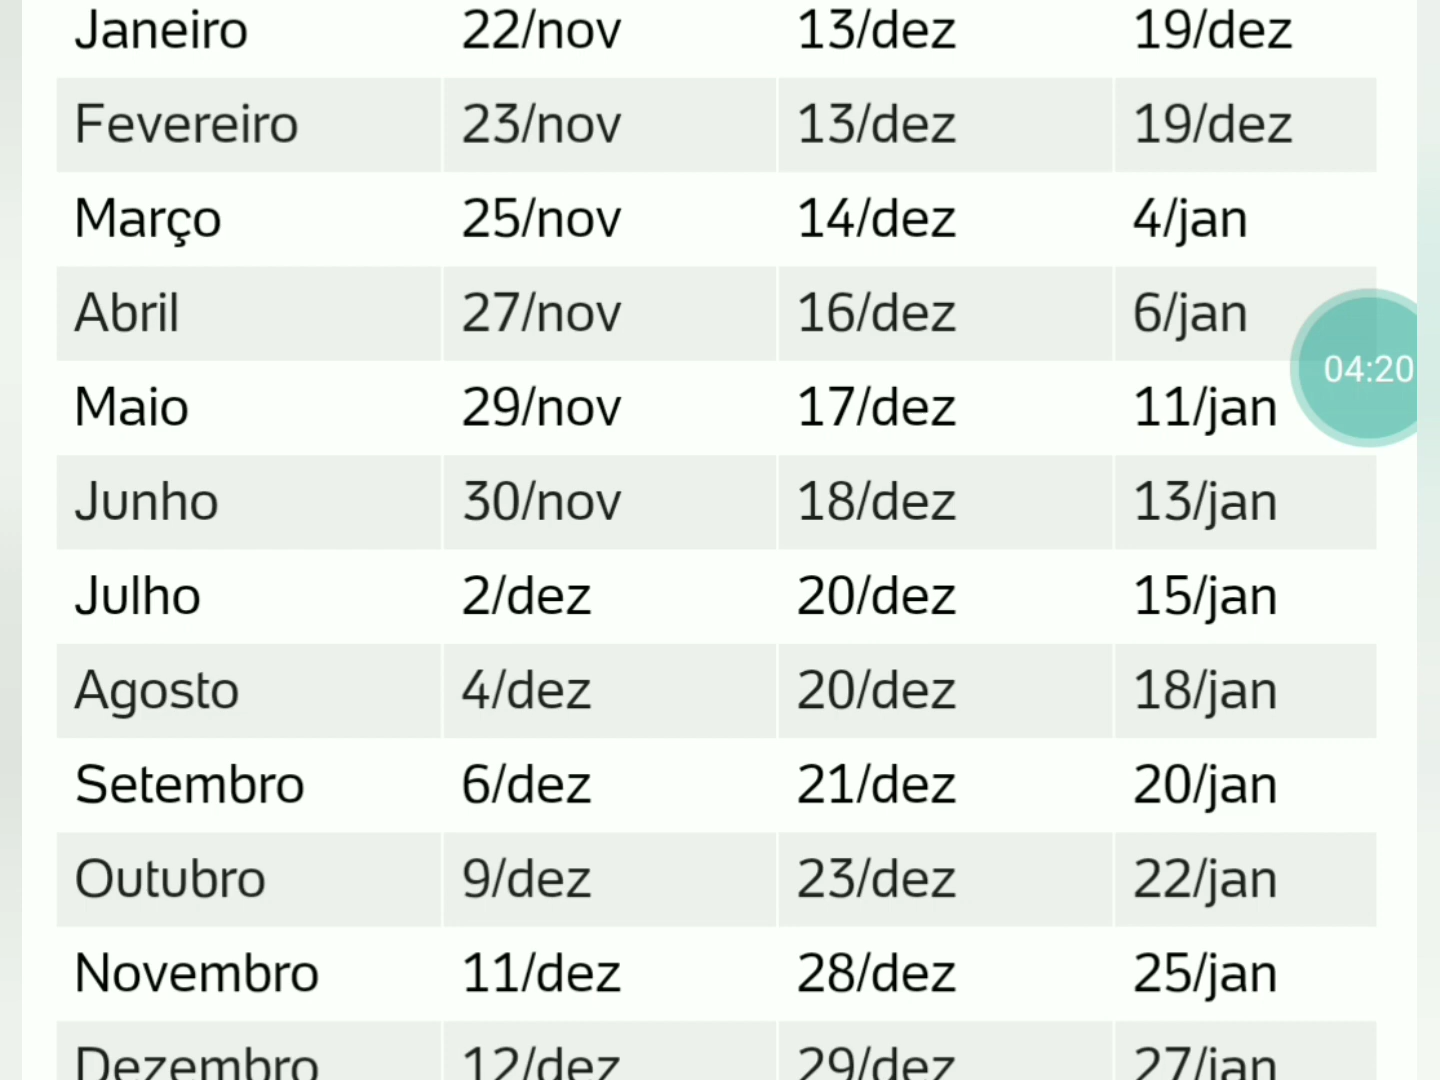 Janeiro 22/nov 13/dez 19/dez
Fevereiro 23/nov 13/dez 19/dez
Março 25/nov 14/dez 4/jan
Abril 27/nov 16/dez 6/jan
04:20
Maio 29/nov 17/dez 11/jan
Junho 30/nov 18/dez 13/jan
Julho 2/dez 20/dez 15/jan
Agosto 4/dez 20/dez 18/jan
Setembro 6/dez 21/dez 20/jan
Outubro 9/dez 23/dez 22/jan
Novembro 11/dez 28/dez 25/jan
Dezembro 12/dez 29/dez 27/jan